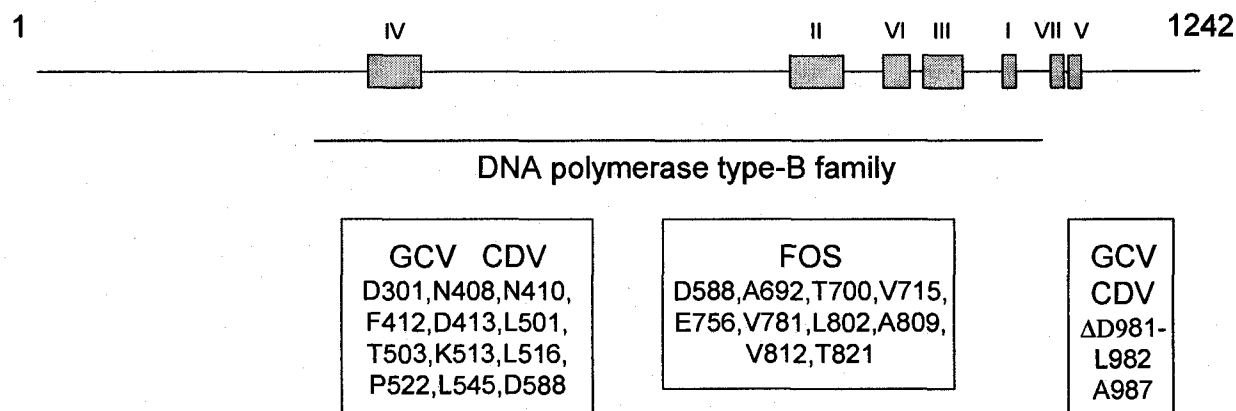 1 IV II VI III I VII V 1242
DNA polymerase type-B family
GCV CDV
D301,N408,N410,
F412,D413,L501,
T503,K513,L516,
P522,L545,D588
FOS
D588,A692,T700,V715,
E756,V781,L802,A809,
V812,T821
GCV
CDV
ΔD981-
L982
A987